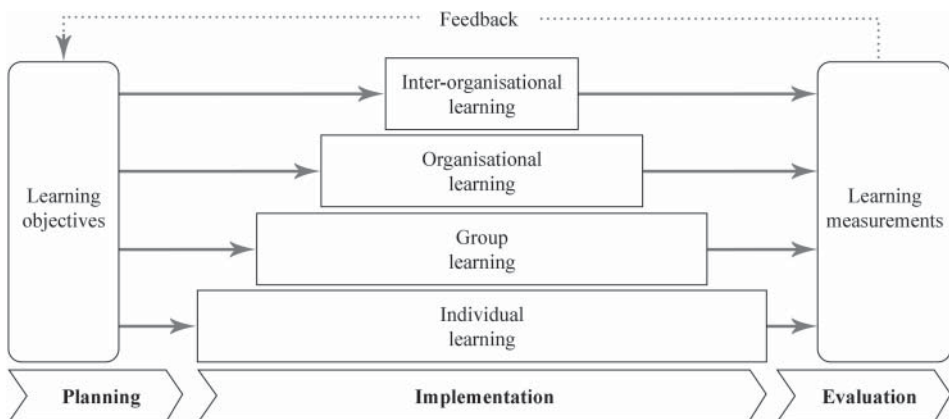 Feedback
Inter-organisational
learning
Organisational
learning
Learning
objectives
Group
learning
Individual
learning
Learning
measurements
Planning
Implementation
Evaluation